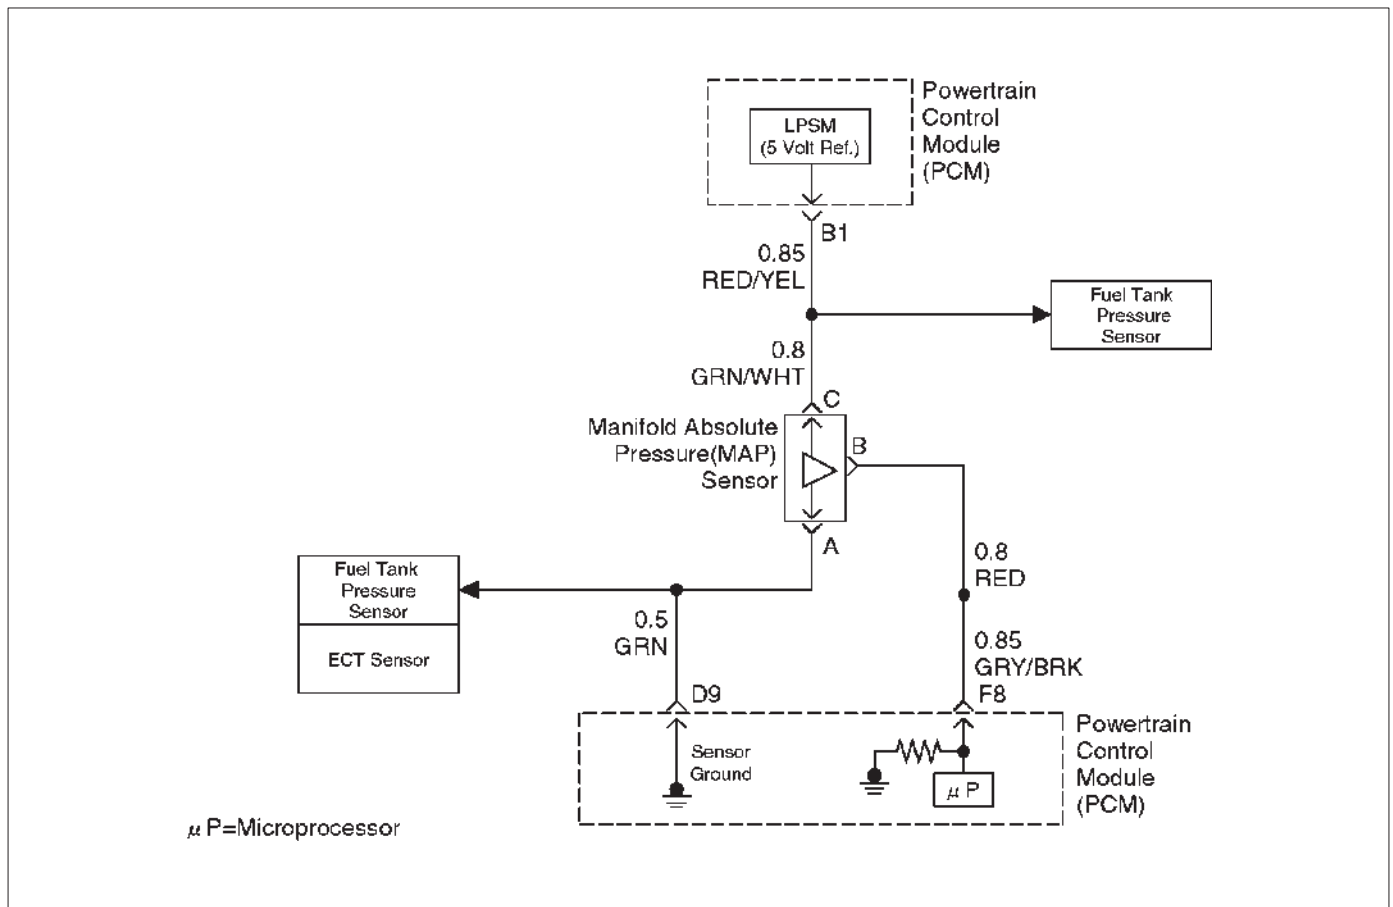 Powertrain
Control
Module
(PCM)
LPSM
(5 Volt Ref.)
B1
0.85
RED/YEL
Fuel Tank
Pressure
Sensor
0.8
GRN/WHT
C
Manifold Absolute
Pressure(MAP)
Sensor
B
A
0.8
RED
Fuel Tank
Pressure
Sensor
ECT Sensor
0.5
GRN
0.85
GRY/BRK
D9
F8
Powertrain
Control
Module
(PCM)
Sensor
Ground
μ P
μ P=Microprocessor